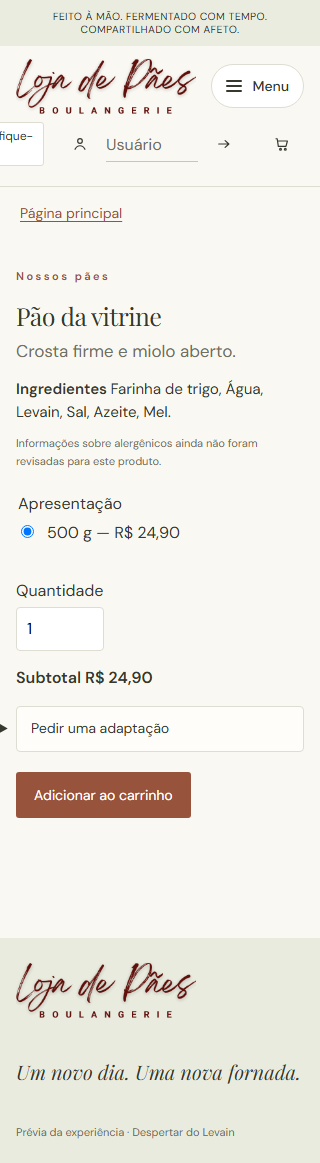 FEITO À MÃO. FERMENTADO COM TEMPO.
COMPARTILHADO COM AFETO.
Loja de Pães
BOULANGERIE
Menu
Usuário
Página principal
Nossos pães
Pão da vitrine
Crosta firme e miolo aberto.
Ingredientes Farinha de trigo, Água,
Levain, Sal, Azeite, Mel.
Informações sobre alergênicos ainda não foram
revisadas para este produto.
Apresentação
500 g — R$ 24,90
Quantidade
1
Subtotal R$ 24,90
Pedir uma adaptação
Adicionar ao carrinho
Loja de Pães
BOULANGERIE
Um novo dia. Uma nova fornada.
Prévia da experiência · Despertar do Levain